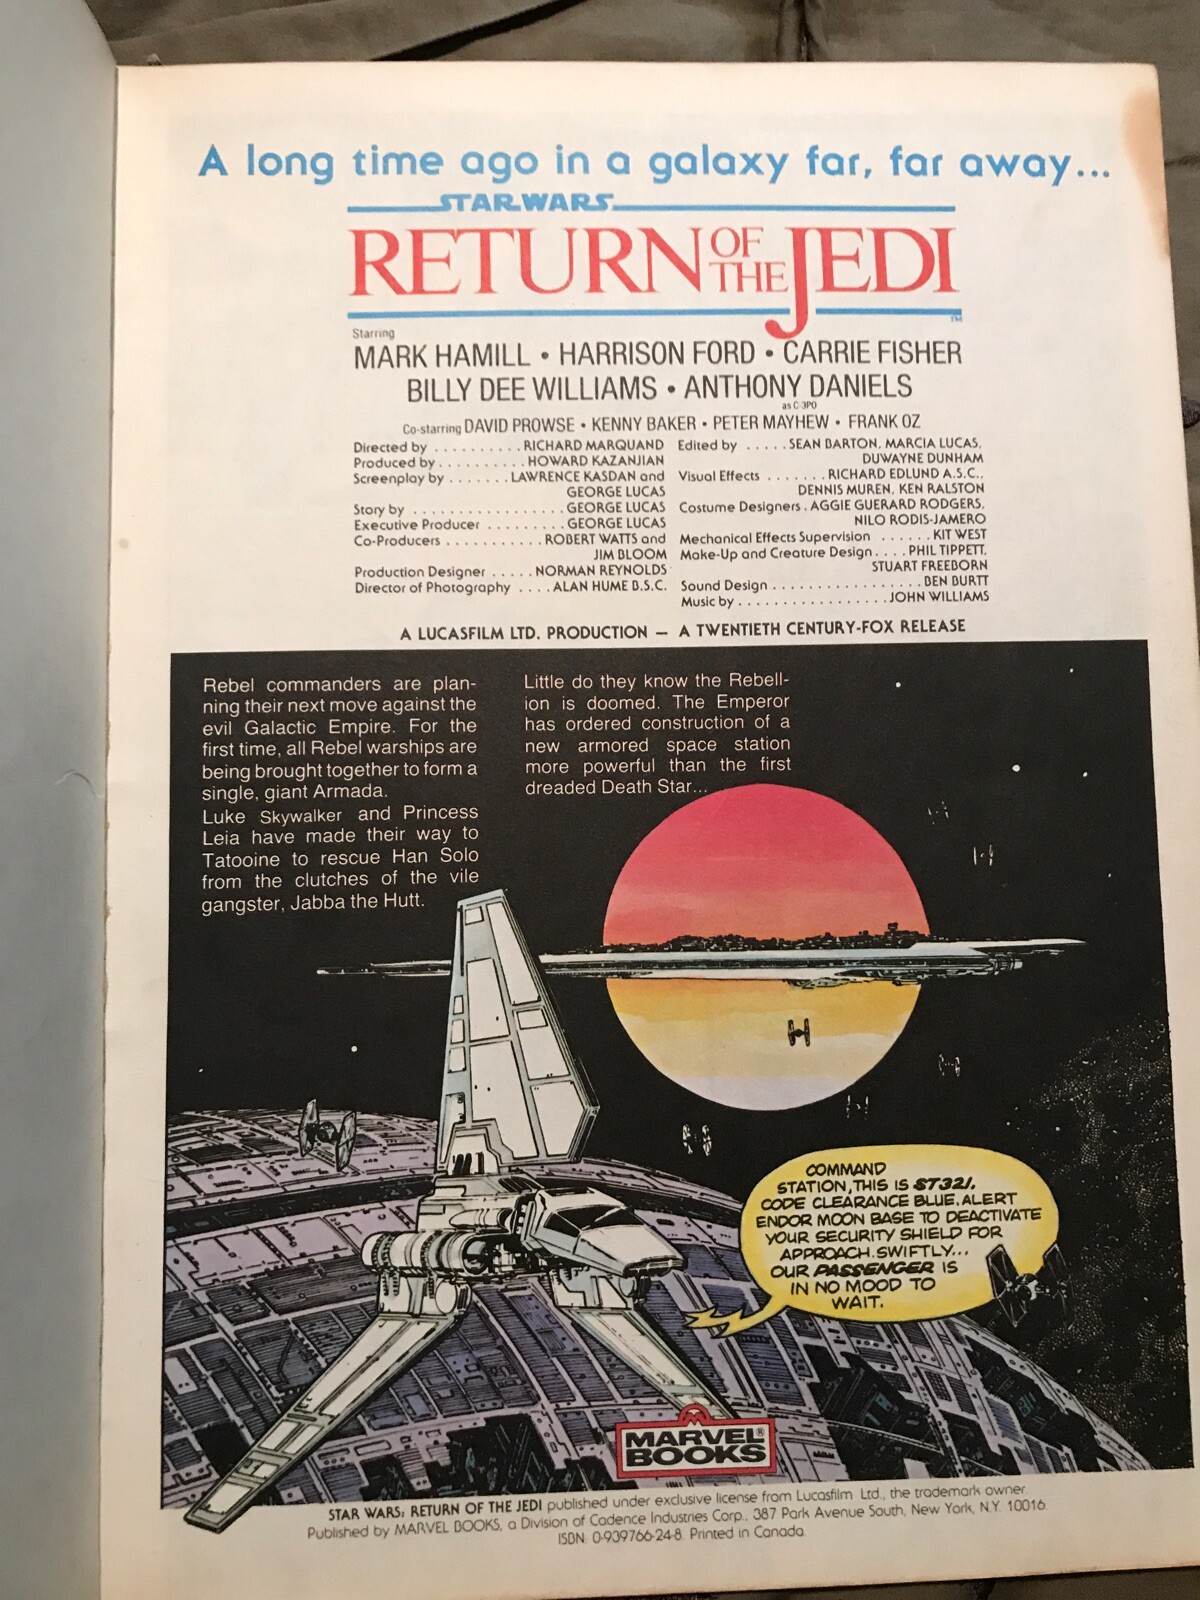 A long time ago in a galaxy far, far away...
STAR WARS
RETURN OF THE JEDI
TM
Starring
MARK HAMILL • HARRISON FORD • CARRIE FISHER
BILLY DEE WILLIAMS • ANTHONY DANIELS
as C-3PO
Co-starring DAVID PROWSE • KENNY BAKER • PETER MAYHEW • FRANK OZ
Directed by .......... RICHARD MARQUAND
Produced by .......... HOWARD KAZANJIAN
Screenplay by ....... LAWRENCE KASDAN and
GEORGE LUCAS
Story by ................. GEORGE LUCAS
Executive Producer ......... GEORGE LUCAS
Co-Producers ........... ROBERT WATTS and
JIM BLOOM
Production Designer ..... NORMAN REYNOLDS
Director of Photography .... ALAN HUME B.S.C.
Edited by ..... SEAN BARTON, MARCIA LUCAS,
DUWAYNE DUNHAM
Visual Effects ....... RICHARD EDLUND A.S.C.,
DENNIS MUREN, KEN RALSTON
Costume Designers . AGGIE GUERARD RODGERS,
NILO RODIS-JAMERO
Mechanical Effects Supervision ...... KIT WEST
Make-Up and Creature Design .... PHIL TIPPETT,
STUART FREEBORN
Sound Design ................. BEN BURTT
Music by ................. JOHN WILLIAMS
A LUCASFILM LTD. PRODUCTION — A TWENTIETH CENTURY-FOX RELEASE
Rebel commanders are plan-
ning their next move against the
evil Galactic Empire. For the
first time, all Rebel warships are
being brought together to form a
single, giant Armada.
Luke Skywalker and Princess
Leia have made their way to
Tatooine to rescue Han Solo
from the clutches of the vile
gangster, Jabba the Hutt.
Little do they know the Rebell-
ion is doomed. The Emperor
has ordered construction of a
new armored space station
more powerful than the first
dreaded Death Star...
COMMAND
STATION, THIS IS ST321.
CODE CLEARANCE BLUE. ALERT
ENDOR MOON BASE TO DEACTIVATE
YOUR SECURITY SHIELD FOR
APPROACH. SWIFTLY...
OUR PASSENGER IS
IN NO MOOD TO
WAIT.
M
MARVEL®
BOOKS
STAR WARS: RETURN OF THE JEDI published under exclusive license from Lucasfilm Ltd., the trademark owner.
Published by MARVEL BOOKS, a Division of Cadence Industries Corp., 387 Park Avenue South, New York, N.Y. 10016.
ISBN: 0-939766-24-8. Printed in Canada.